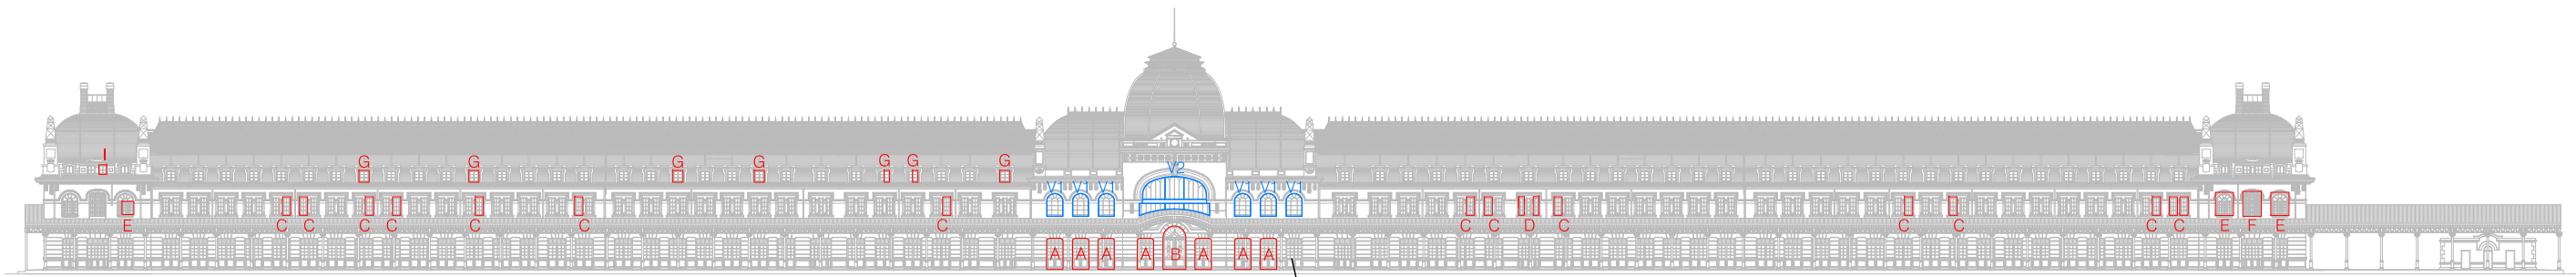 I
G G G G G G G
V2
V1 V1 V1 V1 V1 V1
E C C C C C C C C C D C C C C C E F E
A A A A B A A A